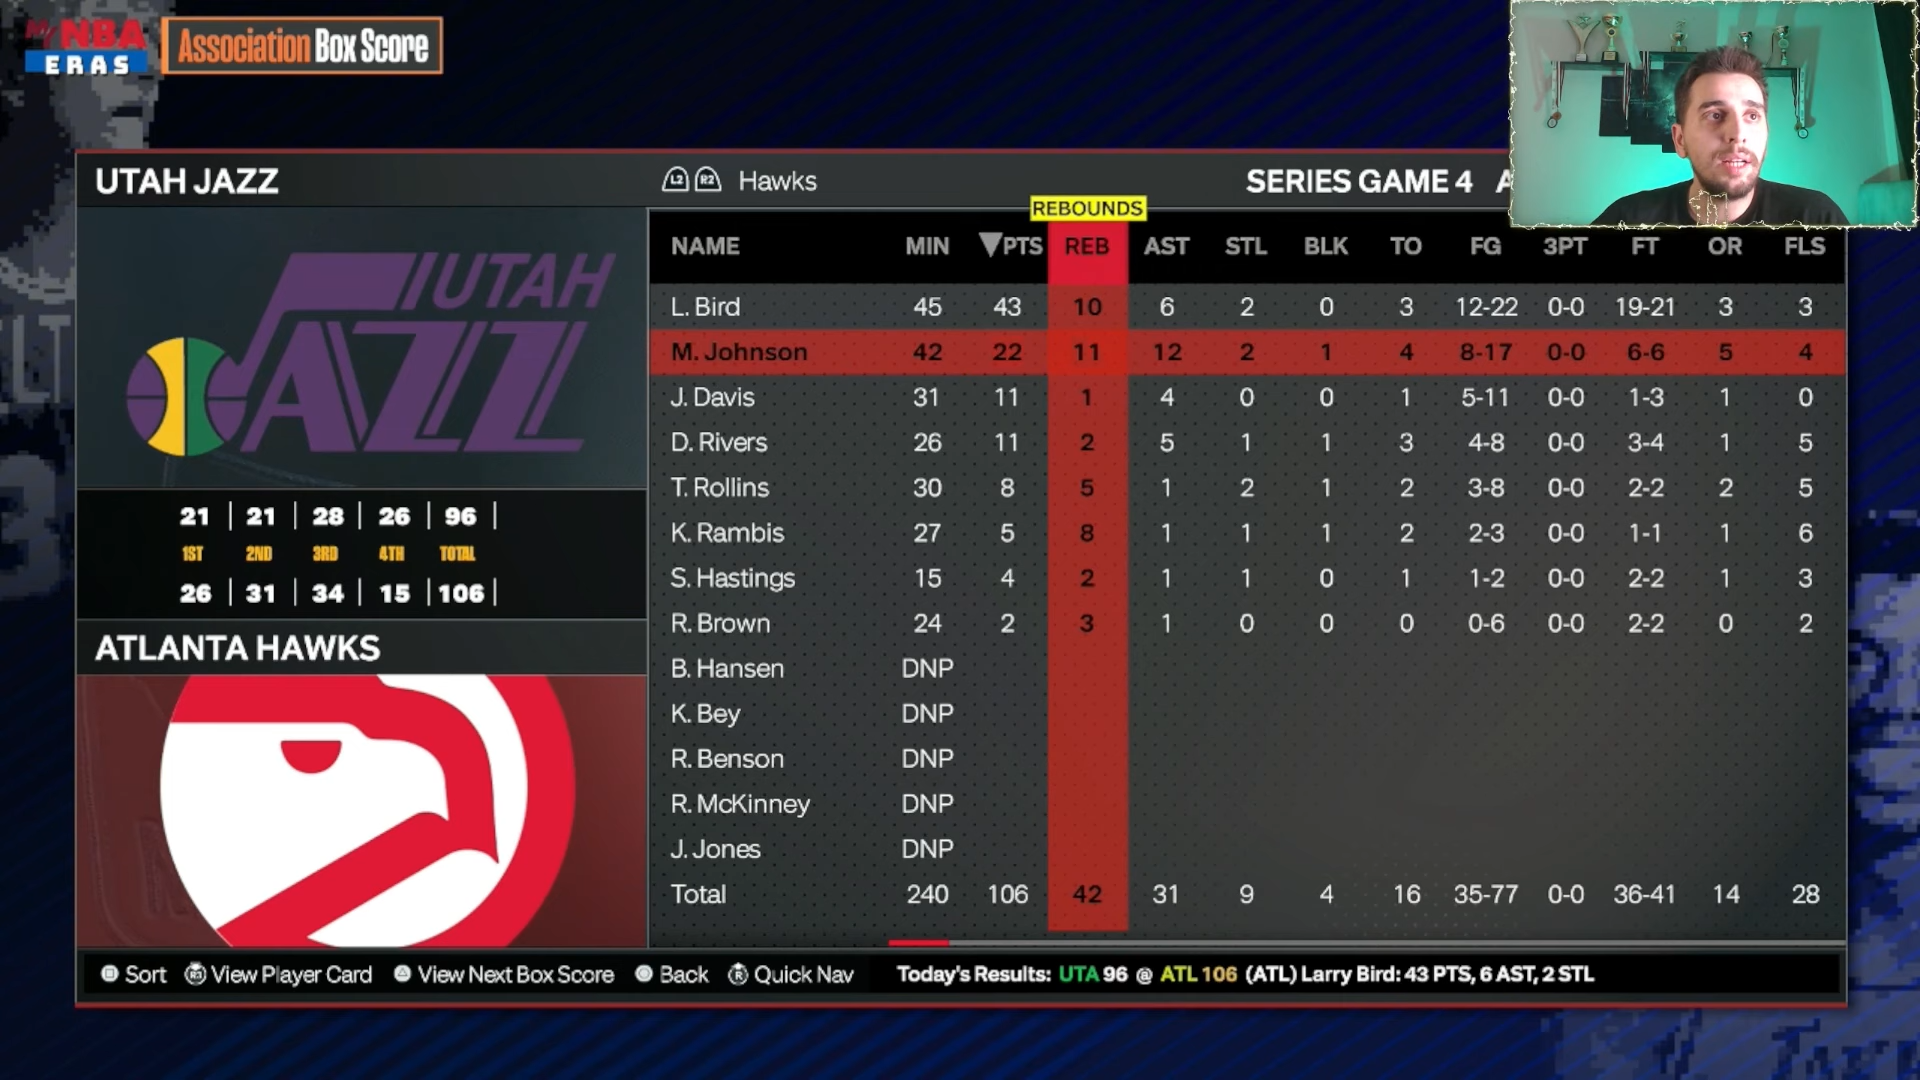 My NBA
ERAS
Association Box Score
UTAH JAZZ
L2 R2 Hawks
SERIES GAME 4
REBOUNDS
NAME MIN PTS REB AST STL BLK TO FG 3PT FT OR FLS
UTAH
JAZZ
L. Bird 45 43 10 6 2 0 3 12-22 0-0 19-21 3 3
M. Johnson 42 22 11 12 2 1 4 8-17 0-0 6-6 5 4
J. Davis 31 11 1 4 0 0 1 5-11 0-0 1-3 1 0
D. Rivers 26 11 2 5 1 1 3 4-8 0-0 3-4 1 5
T. Rollins 30 8 5 1 2 1 2 3-8 0-0 2-2 2 5
K. Rambis 27 5 8 1 1 1 2 2-3 0-0 1-1 1 6
S. Hastings 15 4 2 1 1 0 1 1-2 0-0 2-2 1 3
R. Brown 24 2 3 1 0 0 0 0-6 0-0 2-2 0 2
B. Hansen DNP
K. Bey DNP
R. Benson DNP
R. McKinney DNP
J. Jones DNP
Total 240 106 42 31 9 4 16 35-77 0-0 36-41 14 28
21 | 21 | 28 | 26 | 96 |
1ST 2ND 3RD 4TH TOTAL
26 | 31 | 34 | 15 | 106 |
ATLANTA HAWKS
Sort View Player Card View Next Box Score Back R Quick Nav
Today's Results: UTA 96 @ ATL 106 (ATL) Larry Bird: 43 PTS, 6 AST, 2 STL